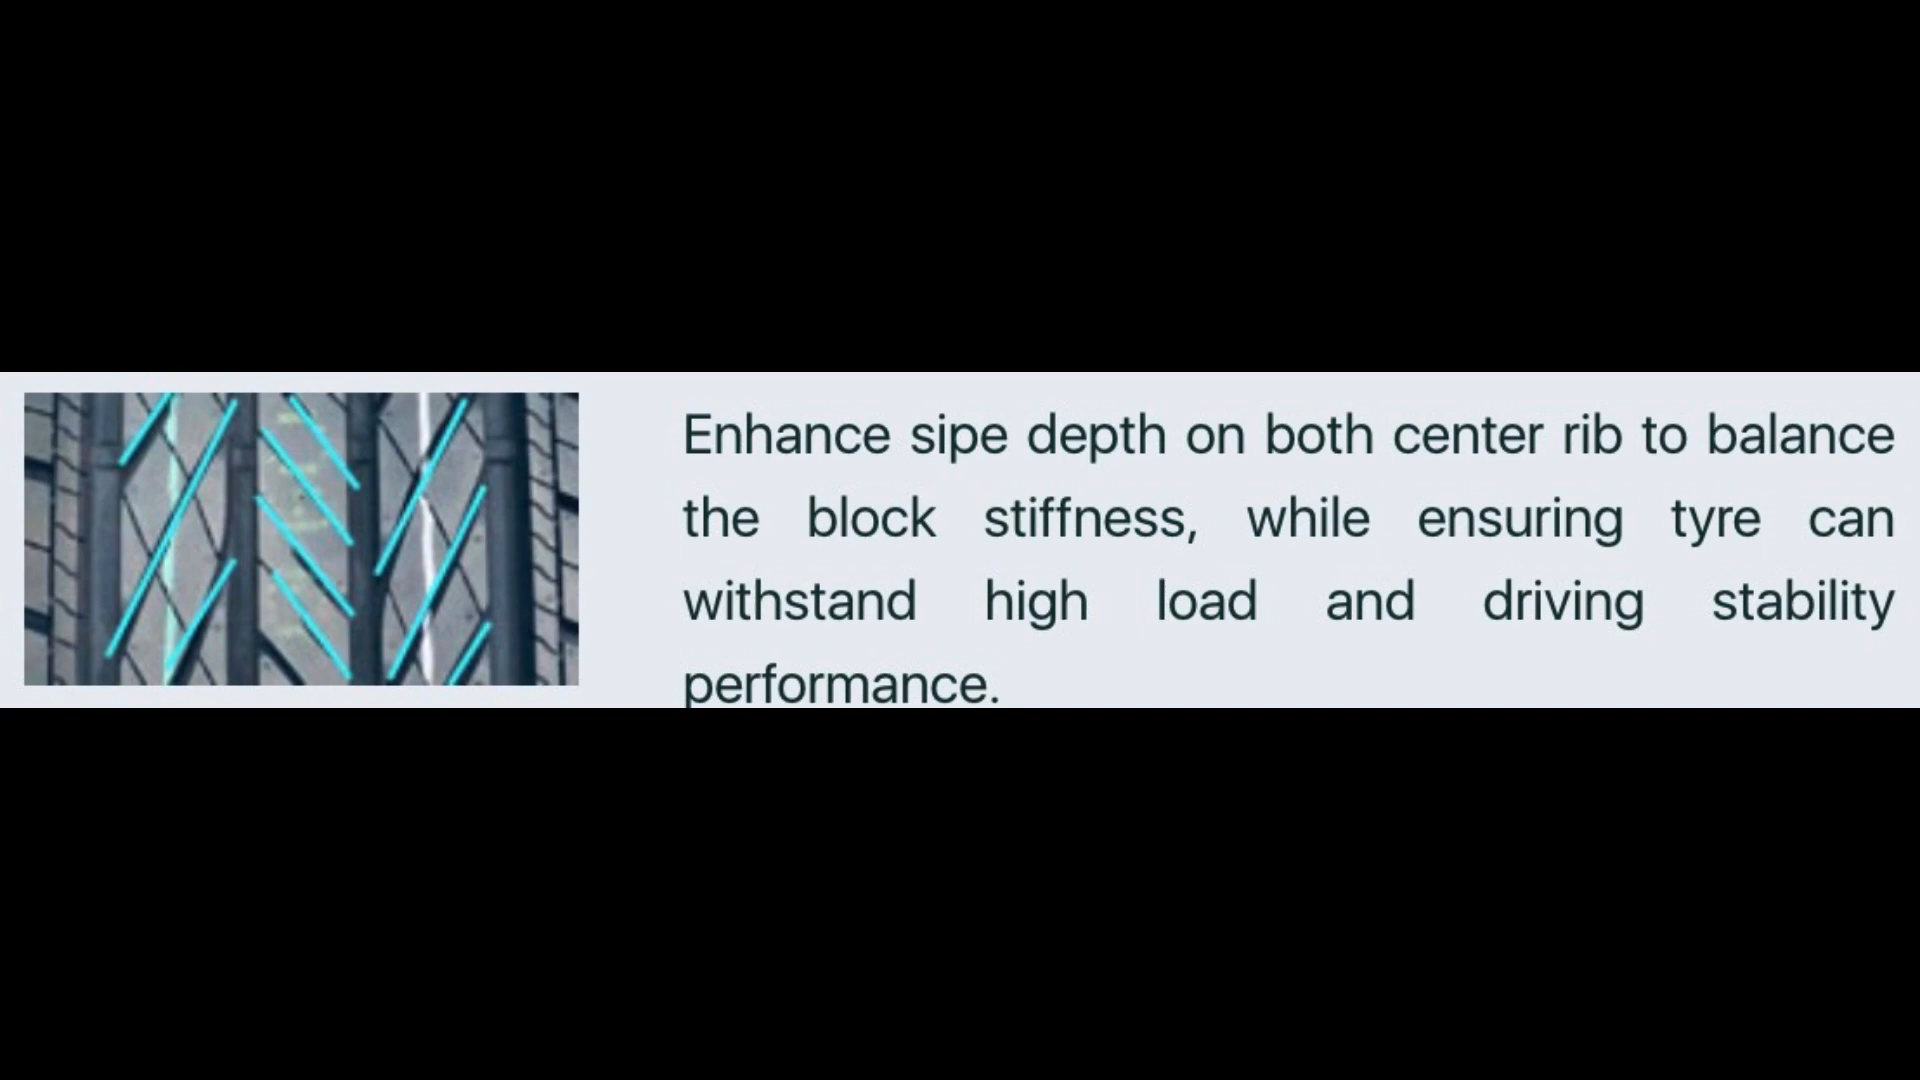 Enhance sipe depth on both center rib to balance
the block stiffness, while ensuring tyre can
withstand high load and driving stability
performance.